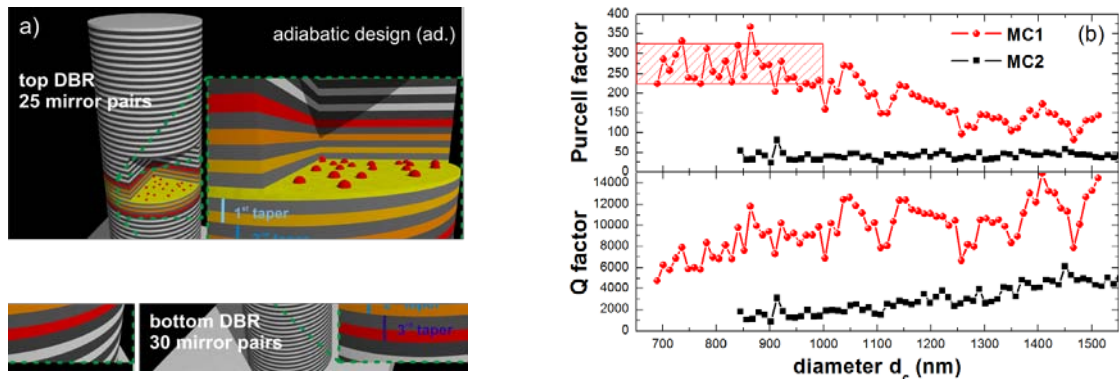 a)
adiabatic design (ad.)
top DBR
25 mirror pairs
1st taper
bottom DBR
30 mirror pairs
3rd taper
(b)
MC1
MC2
Purcell factor
400
350
300
250
200
150
100
50
0
Q factor
14000
12000
10000
8000
6000
4000
2000
0
700 800 900 1000 1100 1200 1300 1400 1500
diameter dc (nm)